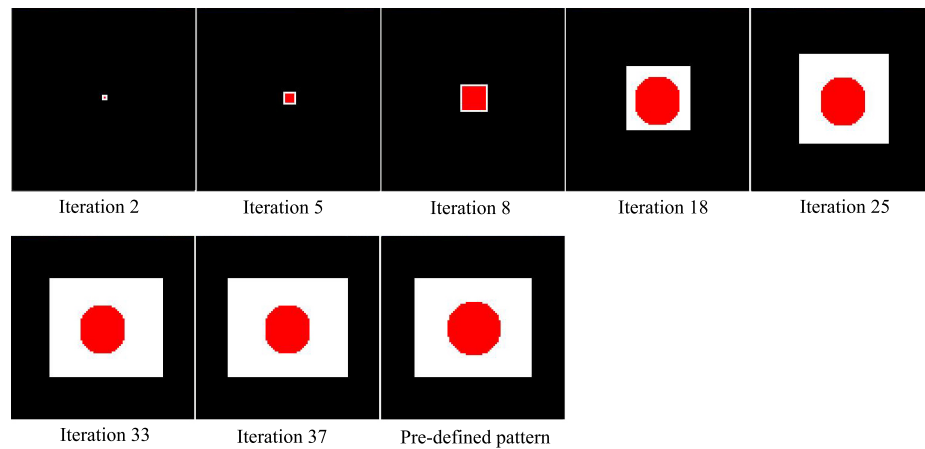 Iteration 2
Iteration 5
Iteration 8
Iteration 18
Iteration 25
Iteration 33
Iteration 37
Pre-defined pattern